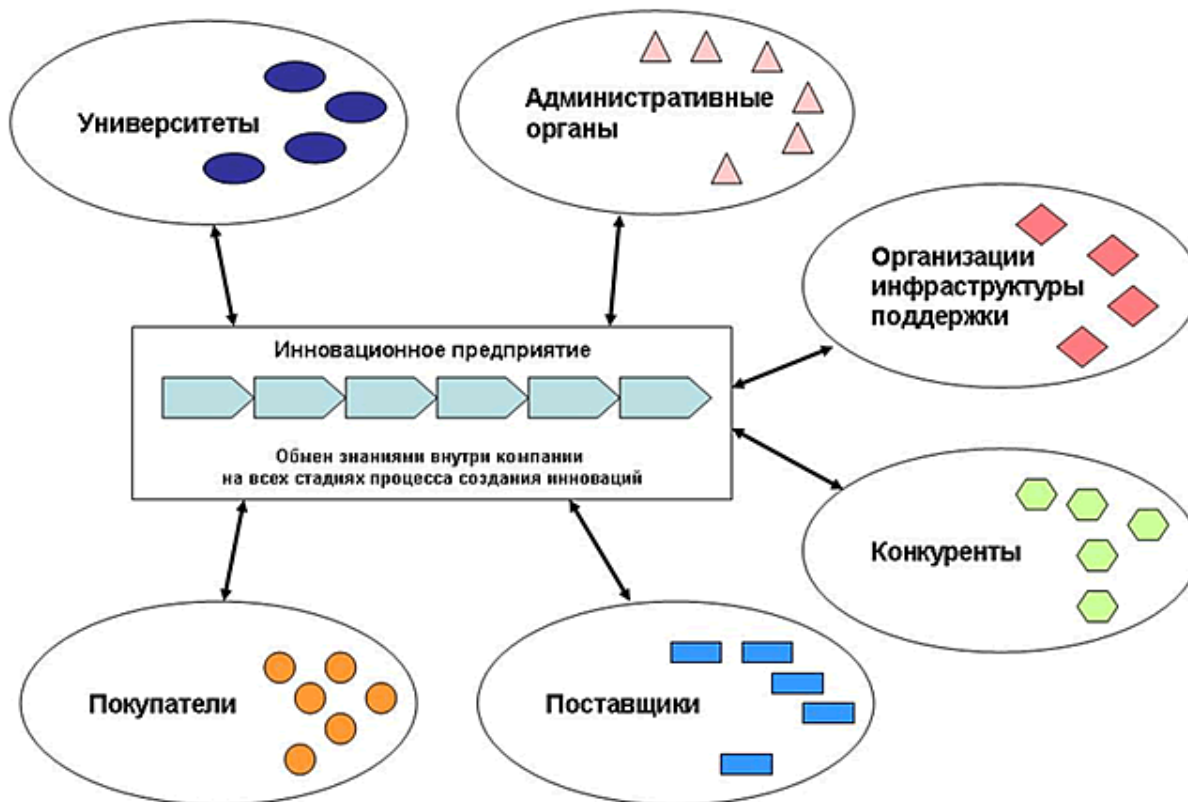 Университеты
Административные
органы
Организации
инфраструктуры
поддержки
Инновационное предприятие
Обмен знаниями внутри компании
на всех стадиях процесса создания инноваций
Конкуренты
Покупатели
Поставщики